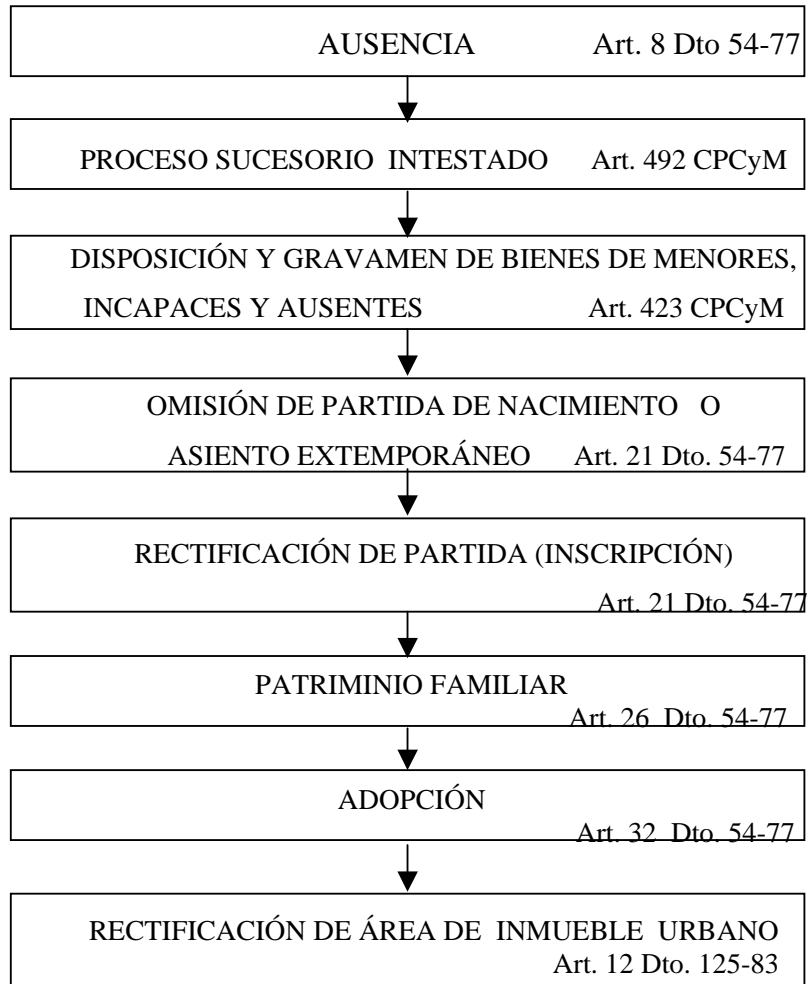 AUSENCIA Art. 8 Dto 54-77
PROCESO SUCESORIO INTESTADO Art. 492 CPCyM
DISPOSICIÓN Y GRAVAMEN DE BIENES DE MENORES,
INCAPACES Y AUSENTES Art. 423 CPCyM
OMISIÓN DE PARTIDA DE NACIMIENTO O
ASIENTO EXTEMPORÁNEO Art. 21 Dto. 54-77
RECTIFICACIÓN DE PARTIDA (INSCRIPCIÓN)
Art. 21 Dto. 54-77
PATRIMINIO FAMILIAR
Art. 26 Dto. 54-77
ADOPCIÓN
Art. 32 Dto. 54-77
RECTIFICACIÓN DE ÁREA DE INMUEBLE URBANO
Art. 12 Dto. 125-83